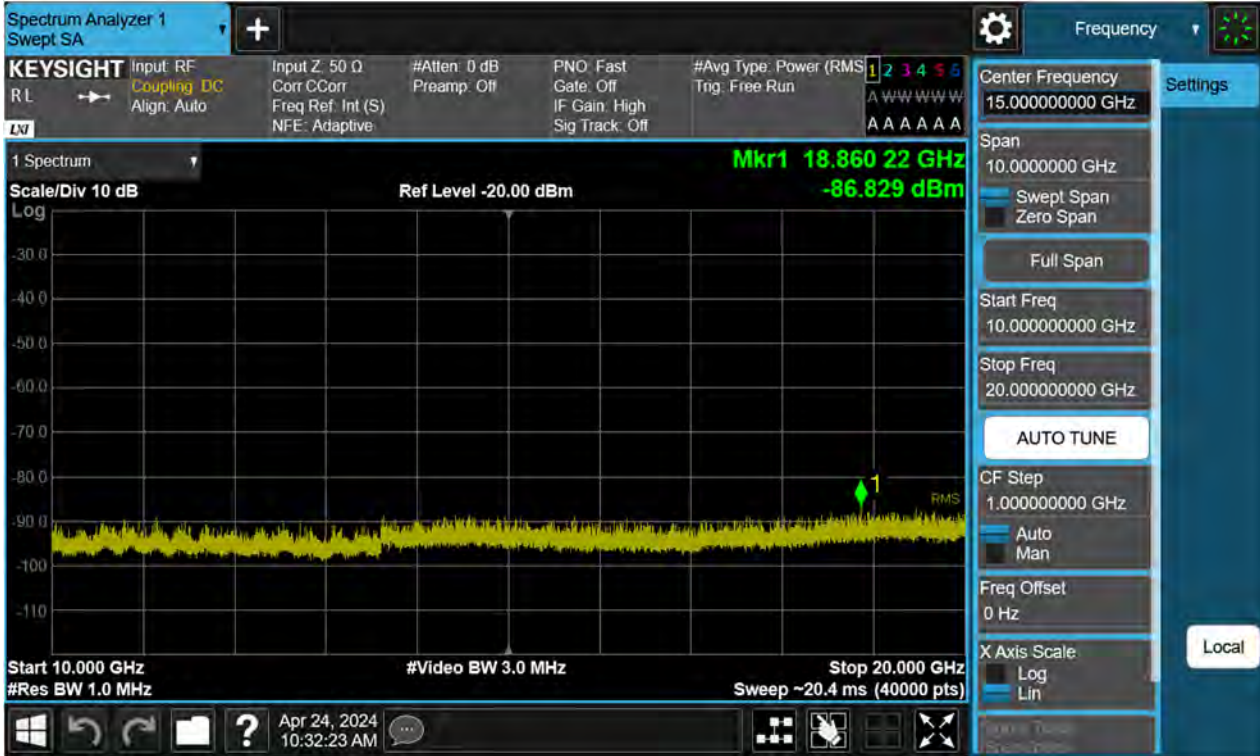 Spectrum Analyzer 1
Swept SA
+
Frequency
KEYSIGHT
RL
LXI
Input: RF
Coupling: DC
Align: Auto
Input Z: 50 Ω
Corr CCorr
Freq Ref: Int (S)
NFE: Adaptive
#Atten: 0 dB
Preamp: Off
PNO: Fast
Gate: Off
IF Gain: High
Sig Track: Off
#Avg Type: Power (RMS
Trig: Free Run
1 2 3 4 5 6
A W W W W W
A A A A A A
1 Spectrum
Scale/Div 10 dB
Ref Level -20.00 dBm
Mkr1 18.860 22 GHz
-86.829 dBm
Log
-30.0
-40.0
-50.0
-60.0
-70.0
-80.0
-90.0
-100
-110
1
RMS
Start 10.000 GHz
#Video BW 3.0 MHz
Stop 20.000 GHz
#Res BW 1.0 MHz
Sweep ~20.4 ms (40000 pts)
Center Frequency
15.000000000 GHz
Settings
Span
10.0000000 GHz
Swept Span
Zero Span
Full Span
Start Freq
10.000000000 GHz
Stop Freq
20.000000000 GHz
AUTO TUNE
CF Step
1.000000000 GHz
Auto
Man
Freq Offset
0 Hz
X Axis Scale
Log
Lin
Local
?
Apr 24, 2024
10:32:23 AM